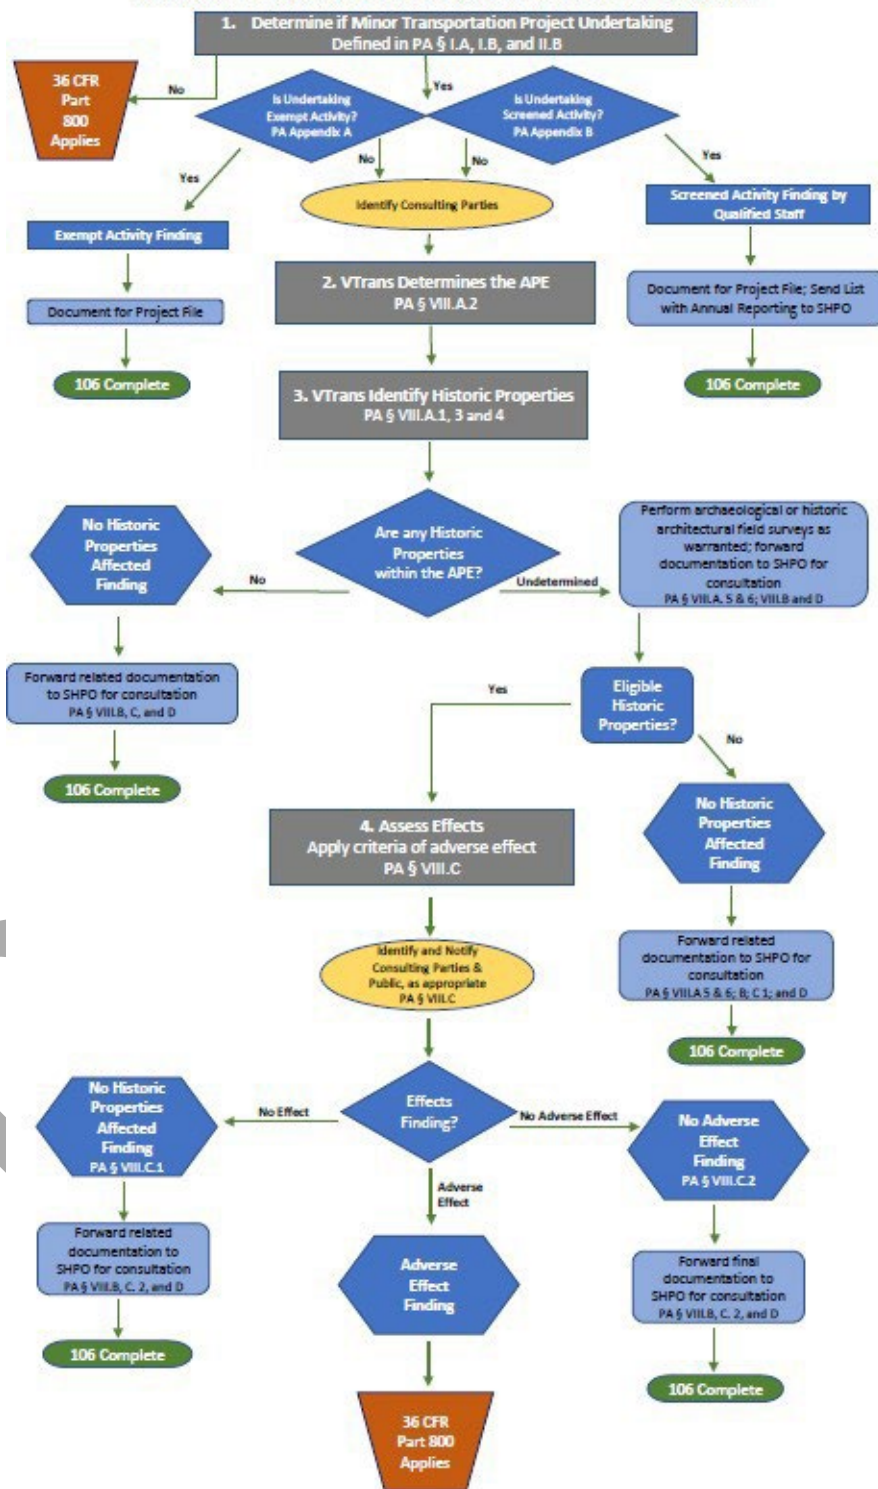 1. Determine if Minor Transportation Project Undertaking
Defined in PA § I.A, I.B, and II.B
36 CFR
Part
800
Applies
No
Yes
Is Undertaking
Exempt Activity?
PA Appendix A
Is Undertaking
Screened Activity?
PA Appendix B
Yes
No
No
Yes
Identify Consulting Parties
Exempt Activity Finding
Screened Activity Finding by
Qualified Staff
2. VTrans Determines the APE
PA § VIII.A.2
Document for Project File
Document for Project File; Send List
with Annual Reporting to SHPO
106 Complete
106 Complete
3. VTrans Identify Historic Properties
PA § VIII.A.1, 3 and 4
No Historic
Properties
Affected
Finding
Are any Historic
Properties
within the APE?
No
Undetermined
Perform archaeological or historic
architectural field surveys as
warranted; forward
documentation to SHPO for
consultation
PA § VIII.A. 5 & 6; VIII.B and D
Forward related documentation
to SHPO for consultation
PA § VIII.B, C, and D
106 Complete
Yes
Eligible
Historic
Properties?
No
4. Assess Effects
Apply criteria of adverse effect
PA § VIII.C
No Historic
Properties
Affected
Finding
Identify and Notify
Consulting Parties &
Public, as appropriate
PA § VIII.C
Forward related
documentation to SHPO for
consultation
PA § VIII.A 5 & 6; B; C 1; and D
106 Complete
No Historic
Properties
Affected
Finding
PA § VIII.C.1
No Effect
Effects
Finding?
No Adverse Effect
No Adverse
Effect
Finding
PA § VIII.C.2
Adverse
Effect
Forward related
documentation to
SHPO for consultation
PA § VIII.B, C. 2, and D
Adverse
Effect
Finding
Forward final
documentation to
SHPO for consultation
PA § VIII.B, C. 2, and D
106 Complete
106 Complete
36 CFR
Part 800
Applies